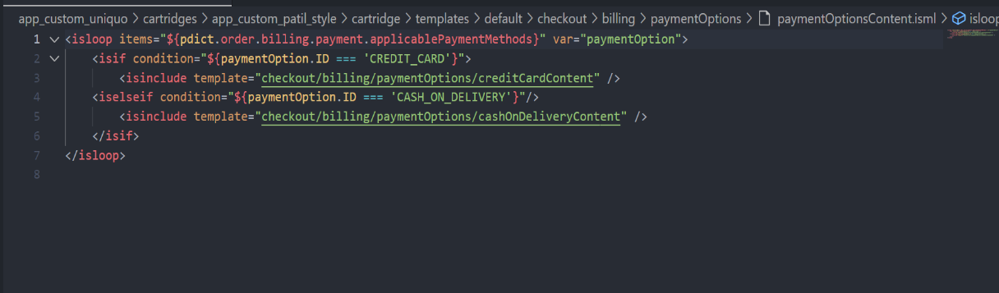 app_custom_uniquo > cartridges > app_custom_patil_style > cartridge > templates > default > checkout > billing > paymentOptions > paymentOptionsContent.isml > isloop
1 <isloop items="${pdict.order.billing.payment.applicablePaymentMethods}" var="paymentOption">
2 <isif condition="${paymentOption.ID === 'CREDIT_CARD'}">
3 <isinclude template="checkout/billing/paymentOptions/creditCardContent" />
4 <iselseif condition="${paymentOption.ID === 'CASH_ON_DELIVERY'}"/>
5 <isinclude template="checkout/billing/paymentOptions/cashOnDeliveryContent" />
6 </isif>
7 </isloop>
8